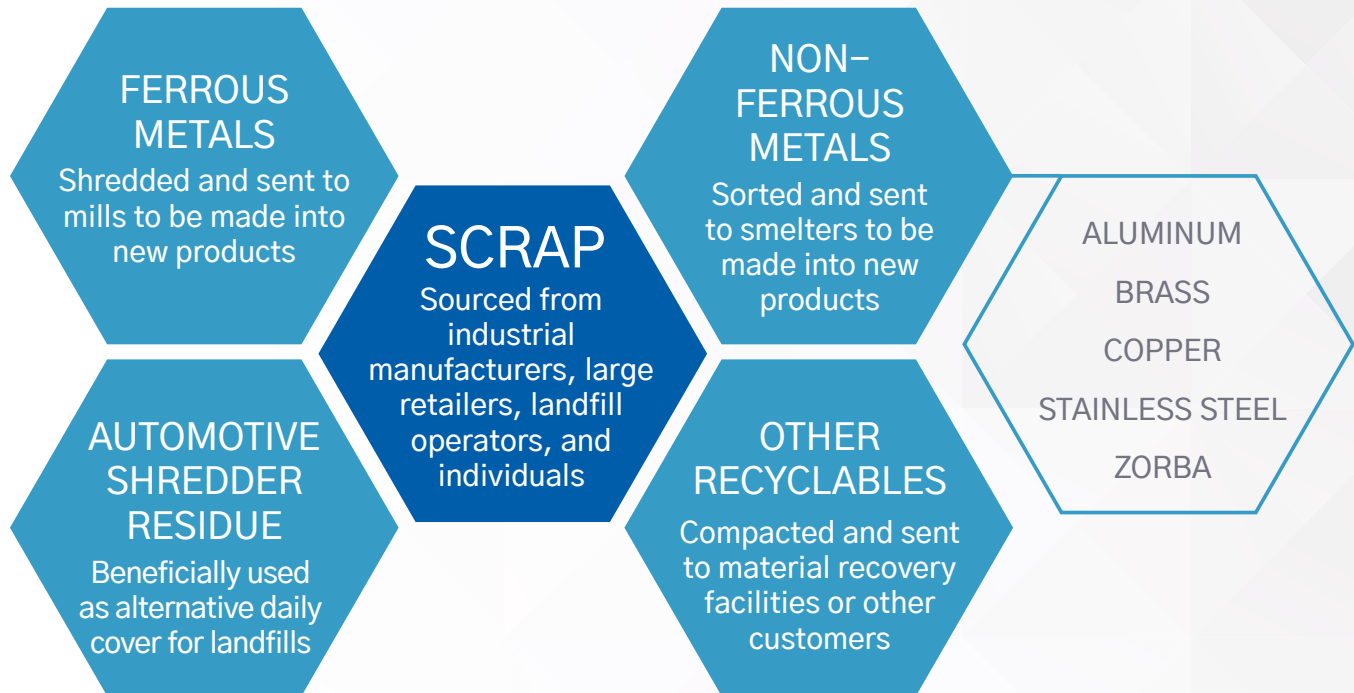 FERROUS
METALS
Shredded and sent to
mills to be made into
new products
NON-
FERROUS
METALS
Sorted and sent
to smelters to be
made into new
products
SCRAP
Sourced from
industrial
manufacturers, large
retailers, landfill
operators, and
individuals
ALUMINUM
BRASS
COPPER
STAINLESS STEEL
ZORBA
AUTOMOTIVE
SHREDDER
RESIDUE
Beneficially used
as alternative daily
cover for landfills
OTHER
RECYCLABLES
Compacted and sent
to material recovery
facilities or other
customers